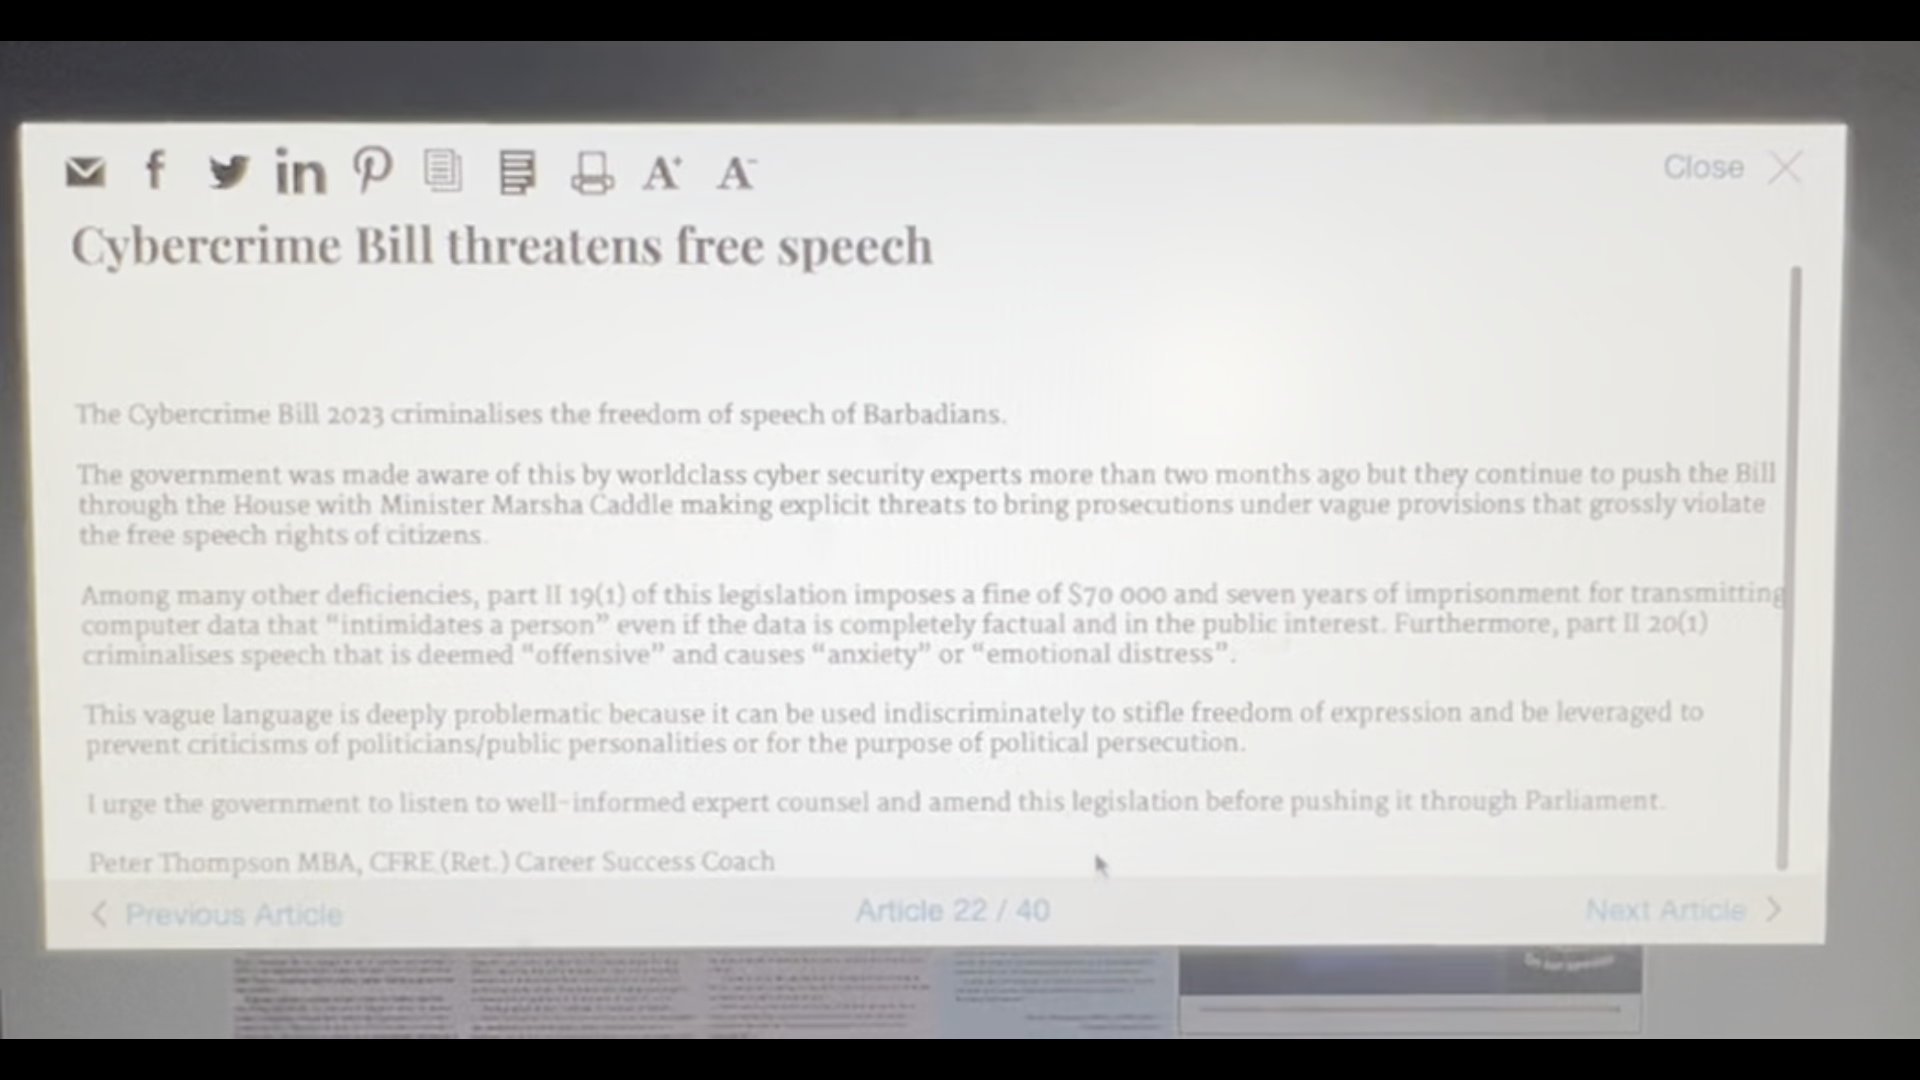 f in P A+ A-
Close X
Cybercrime Bill threatens free speech
The Cybercrime Bill 2023 criminalises the freedom of speech of Barbadians.
The government was made aware of this by worldclass cyber security experts more than two months ago but they continue to push the Bill
through the House with Minister Marsha Caddle making explicit threats to bring prosecutions under vague provisions that grossly violate
the free speech rights of citizens.
Among many other deficiencies, part II 19(1) of this legislation imposes a fine of $70 000 and seven years of imprisonment for transmitting
computer data that “intimidates a person” even if the data is completely factual and in the public interest. Furthermore, part II 20(1)
criminalises speech that is deemed “offensive” and causes “anxiety” or “emotional distress”.
This vague language is deeply problematic because it can be used indiscriminately to stifle freedom of expression and be leveraged to
prevent criticisms of politicians/public personalities or for the purpose of political persecution.
I urge the government to listen to well-informed expert counsel and amend this legislation before pushing it through Parliament.
Peter Thompson MBA, CFRE (Ret.) Career Success Coach
< Previous Article Article 22 / 40 Next Article >